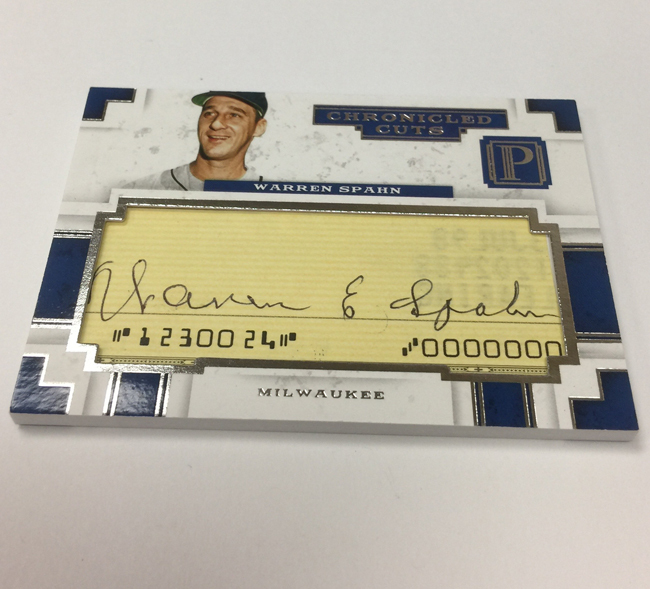 CHRONICLED
CUTS
P
WARREN SPAHN
Warren E Spahn
⑈1230024⑈
⑇0000000
MILWAUKEE